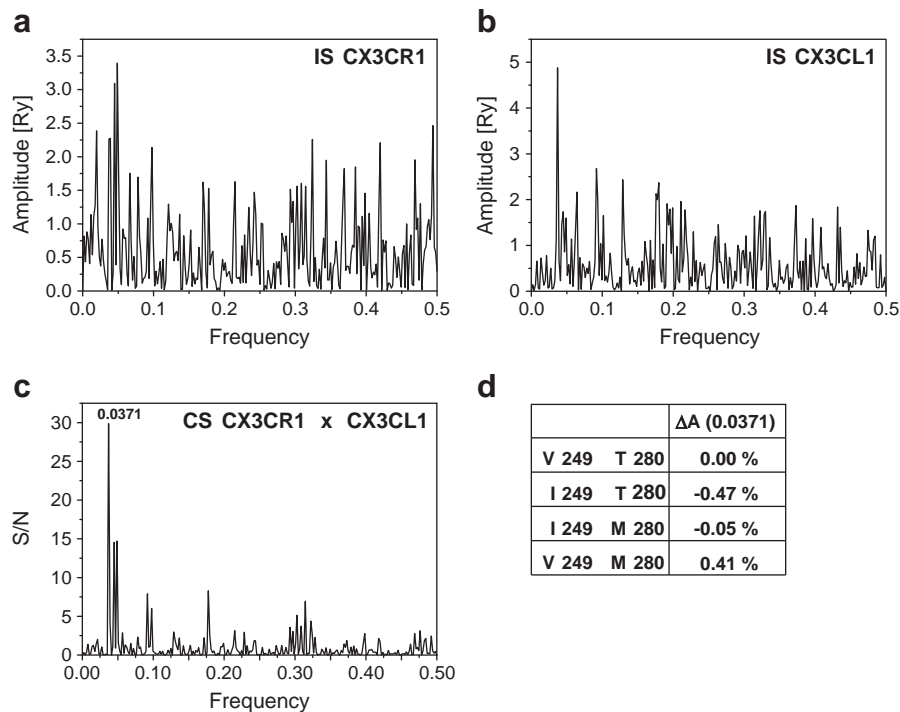 a
IS CX3CR1
Amplitude [Ry]
3.5
3.0
2.5
2.0
1.5
1.0
0.5
0.0
0.0 0.1 0.2 0.3 0.4 0.5
Frequency
b
IS CX3CL1
Amplitude [Ry]
5
4
3
2
1
0
0.0 0.1 0.2 0.3 0.4 0.5
Frequency
c
0.0371
CS CX3CR1 x CX3CL1
S/N
30
25
20
15
10
5
0
0.00 0.10 0.20 0.30 0.40 0.50
Frequency
d
ΔA (0.0371)
V 249 T 280 0.00 %
I 249 T 280 -0.47 %
I 249 M 280 -0.05 %
V 249 M 280 0.41 %